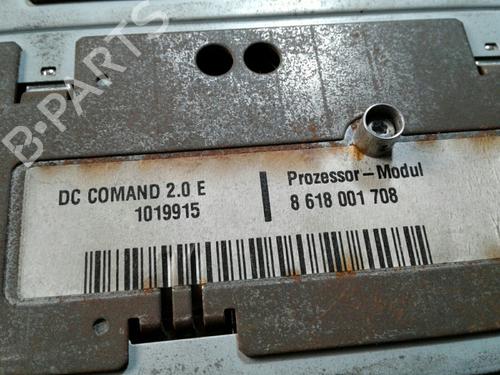 B-PARTS
DC COMAND 2.0 E
1019915
Prozessor-Modul
8 618 001 708